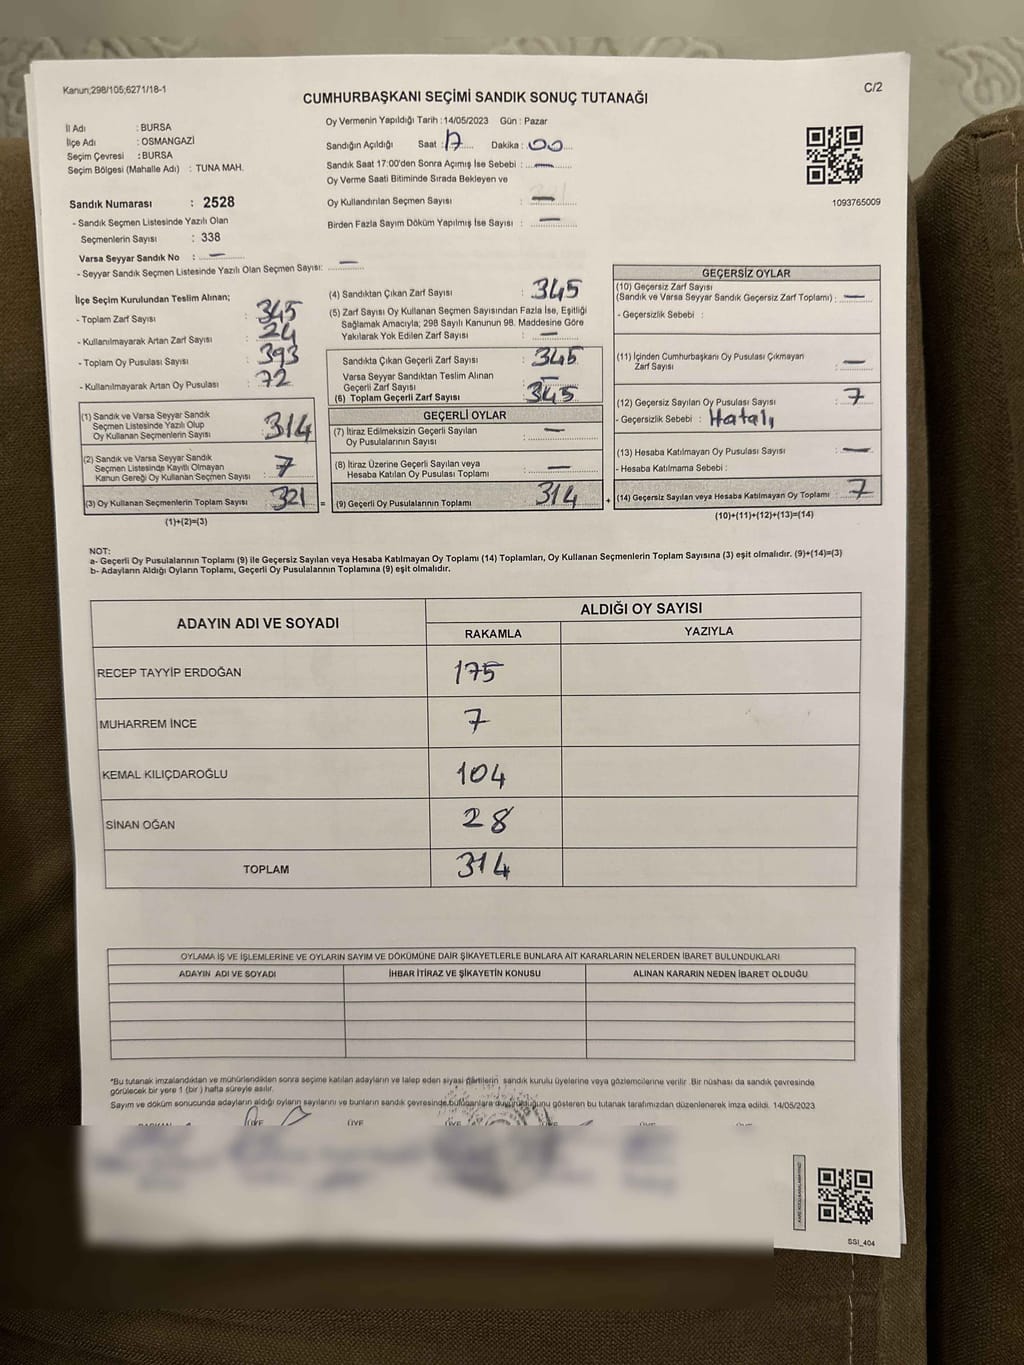 Kanun;298/105;6271/18-1
C/2
CUMHURBAŞKANI SEÇİMİ SANDIK SONUÇ TUTANAĞI
İl Adı : BURSA
İlçe Adı : OSMANGAZİ
Seçim Çevresi : BURSA
Seçim Bölgesi (Mahalle Adı) : TUNA MAH.
Oy Vermenin Yapıldığı Tarih :14/05/2023 Gün : Pazar
Sandığın Açıldığı Saat : 17 Dakika : 00
Sandık Saat 17:00'den Sonra Açımış İse Sebebi : —
Oy Verme Saati Bitiminde Sırada Bekleyen ve
Oy Kullandırılan Seçmen Sayısı : —
Birden Fazla Sayım Döküm Yapılmış İse Sayısı : —
1093765009
Sandık Numarası : 2528
- Sandık Seçmen Listesinde Yazılı Olan
Seçmenlerin Sayısı : 338
Varsa Seyyar Sandık No : —
- Seyyar Sandık Seçmen Listesinde Yazılı Olan Seçmen Sayısı: —
İlçe Seçim Kurulundan Teslim Alınan;
- Toplam Zarf Sayısı : 345
- Kullanılmayarak Artan Zarf Sayısı : 24
- Toplam Oy Pusulası Sayısı : 393
- Kullanılmayarak Artan Oy Pusulası : 72
(1) Sandık ve Varsa Seyyar Sandık
Seçmen Listesinde Yazılı Olup
Oy Kullanan Seçmenlerin Sayısı : 314
(2) Sandık ve Varsa Seyyar Sandık
Seçmen Listesinde Kayıtlı Olmayan
Kanun Gereği Oy Kullanan Seçmen Sayısı : 7
(3) Oy Kullanan Seçmenlerin Toplam Sayısı : 321
(1)+(2)=(3)
(4) Sandıktan Çıkan Zarf Sayısı : 345
(5) Zarf Sayısı Oy Kullanan Seçmen Sayısından Fazla İse, Eşitliği
Sağlamak Amacıyla; 298 Sayılı Kanunun 98. Maddesine Göre
Yakılarak Yok Edilen Zarf Sayısı : —
Sandıkta Çıkan Geçerli Zarf Sayısı : 345
Varsa Seyyar Sandıktan Teslim Alınan
Geçerli Zarf Sayısı : —
(6) Toplam Geçerli Zarf Sayısı : 345
GEÇERLİ OYLAR
(7) İtiraz Edilmeksizin Geçerli Sayılan
Oy Pusulalarının Sayısı : —
(8) İtiraz Üzerine Geçerli Sayılan veya
Hesaba Katılan Oy Pusulası Toplamı : —
= (9) Geçerli Oy Pusulalarının Toplamı : 314
GEÇERSİZ OYLAR
(10) Geçersiz Zarf Sayısı
(Sandık ve Varsa Seyyar Sandık Geçersiz Zarf Toplamı) : —
- Geçersizlik Sebebi :
(11) İçinden Cumhurbaşkanı Oy Pusulası Çıkmayan
Zarf Sayısı : —
(12) Geçersiz Sayılan Oy Pusulası Sayısı : 7
- Geçersizlik Sebebi : Hatalı
(13) Hesaba Katılmayan Oy Pusulası Sayısı : —
- Hesaba Katılmama Sebebi :
+ (14) Geçersiz Sayılan veya Hesaba Katılmayan Oy Toplamı : 7
(10)+(11)+(12)+(13)=(14)
NOT:
a- Geçerli Oy Pusulalarının Toplamı (9) ile Geçersiz Sayılan veya Hesaba Katılmayan Oy Toplamı (14) Toplamları, Oy Kullanan Seçmenlerin Toplam Sayısına (3) eşit olmalıdır. (9)+(14)=(3)
b- Adayların Aldığı Oyların Toplamı, Geçerli Oy Pusulalarının Toplamına (9) eşit olmalıdır.
ADAYIN ADI VE SOYADI
ALDIĞI OY SAYISI
RAKAMLA YAZIYLA
RECEP TAYYİP ERDOĞAN 175
MUHARREM İNCE 7
KEMAL KILIÇDAROĞLU 104
SİNAN OĞAN 28
TOPLAM 314
OYLAMA İŞ VE İŞLEMLERİNE VE OYLARIN SAYIM VE DÖKÜMÜNE DAİR ŞİKAYETLERLE BUNLARA AİT KARARLARIN NELERDEN İBARET BULUNDUKLARI
ADAYIN ADI VE SOYADI İHBAR İTİRAZ VE ŞİKAYETİN KONUSU ALINAN KARARIN NEDEN İBARET OLDUĞU
*Bu tutanak imzalandıktan ve mühürlendikten sonra seçime katılan adayların ve talep eden siyasi partilerin sandık kurulu üyelerine veya gözlemcilerine verilir. Bir nüshası da sandık çevresinde
görülecek bir yere 1 (bir ) hafta süreyle asılır.
Sayım ve döküm sonucunda adayların aldığı oyların sayılarını ve bunların sandık çevresinde bulunanlara duyurulduğunu gösteren bu tutanak tarafımızdan düzenlenerek imza edildi. 14/05/2023
ÜYE ÜYE
SSI_404